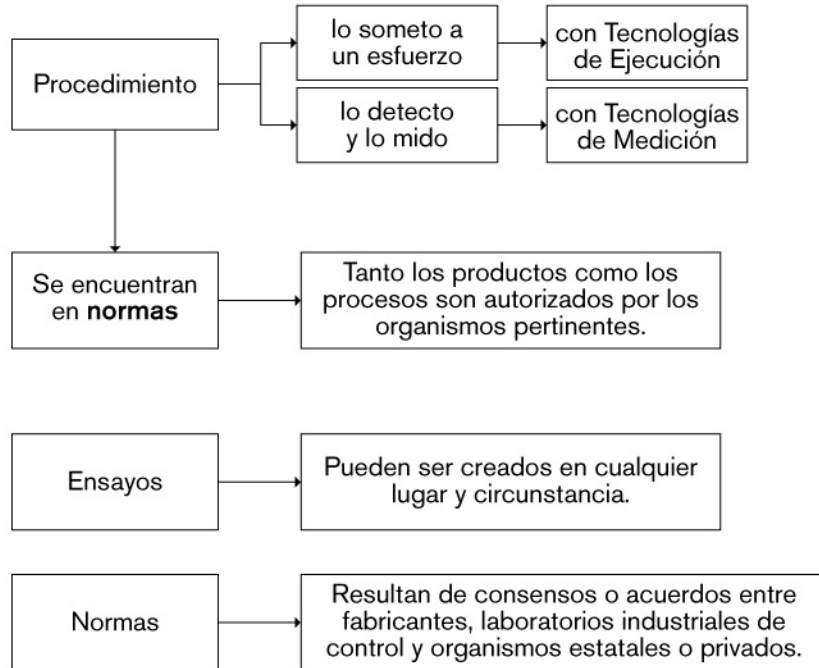 Procedimiento
lo someto a
un esfuerzo
con Tecnologías
de Ejecución
lo detecto
y lo mido
con Tecnologías
de Medición
Se encuentran
en normas
Tanto los productos como los
procesos son autorizados por los
organismos pertinentes.
Ensayos
Pueden ser creados en cualquier
lugar y circunstancia.
Normas
Resultan de consensos o acuerdos entre
fabricantes, laboratorios industriales de
control y organismos estatales o privados.